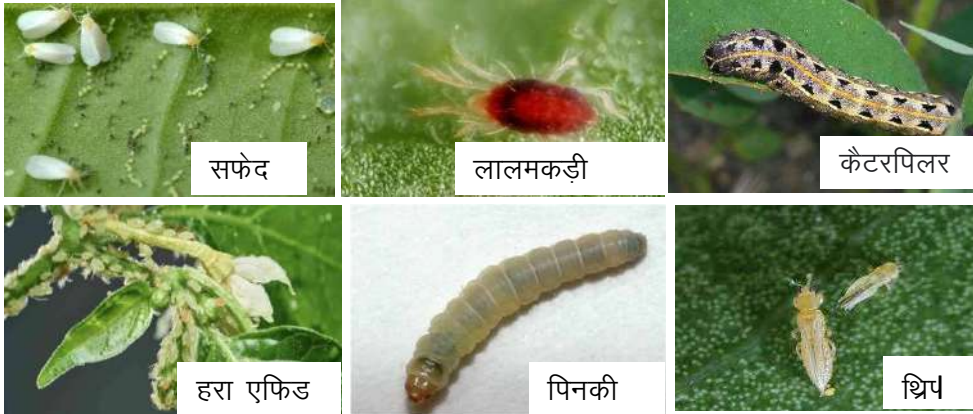 सफेद
लालमकड़ी
कैटरपिलर
हरा एफिड
पिनकी